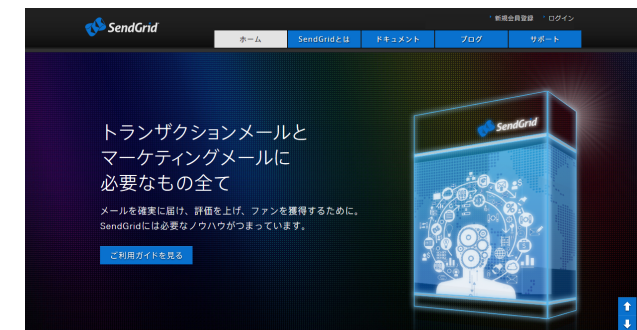 SendGrid
新規会員登録 ログイン
ホーム SendGridとは ドキュメント ブログ サポート
トランザクションメールと
マーケティングメールに
必要なもの全て
メールを確実に届け、評価を上げ、ファンを獲得するために。
SendGridには必要なノウハウがつまっています。
ご利用ガイドを見る
SendGrid